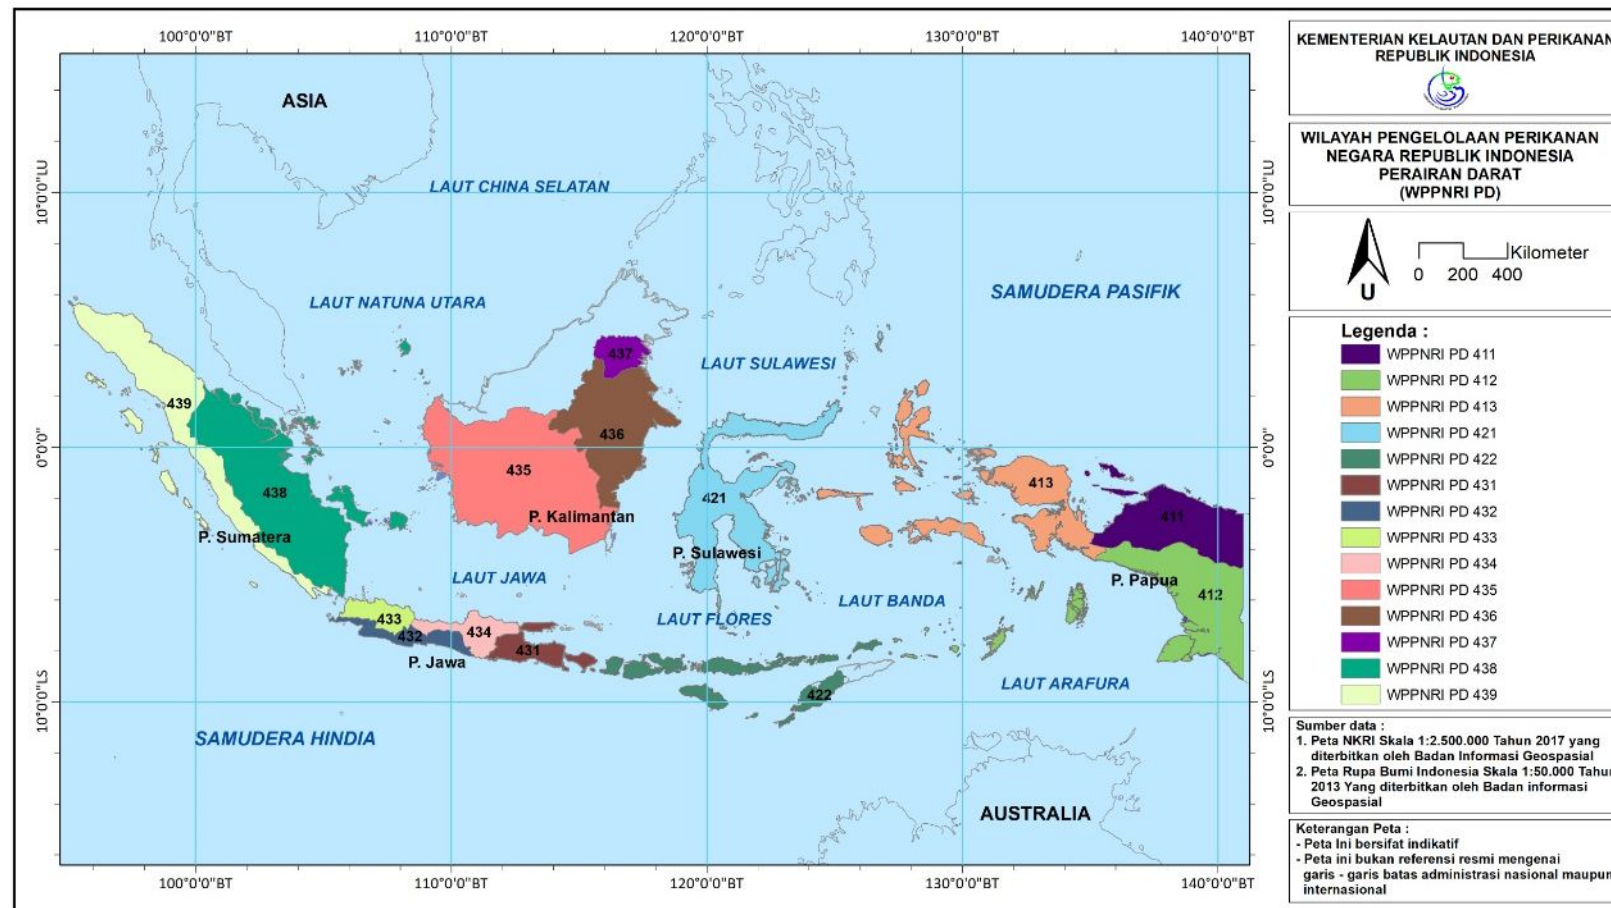 100°0'0"BT
110°0'0"BT
120°0'0"BT
130°0'0"BT
140°0'0"BT
10°0'0"LU
0°0'0"
10°0'0"LS
10°0'0"LU
0°0'0"
10°0'0"LS
ASIA
LAUT CHINA SELATAN
LAUT NATUNA UTARA
SAMUDERA PASIFIK
LAUT SULAWESI
437
439
436
435
438
421
413
411
412
P. Kalimantan
P. Sumatera
P. Sulawesi
P. Papua
LAUT JAWA
LAUT BANDA
LAUT FLORES
433
432
434
431
P. Jawa
422
LAUT ARAFURA
SAMUDERA HINDIA
AUSTRALIA
100°0'0"BT
110°0'0"BT
120°0'0"BT
130°0'0"BT
140°0'0"BT
KEMENTERIAN KELAUTAN DAN PERIKANAN
REPUBLIK INDONESIA
WILAYAH PENGELOLAAN PERIKANAN
NEGARA REPUBLIK INDONESIA
PERAIRAN DARAT
(WPPNRI PD)
U
Kilometer
0 200 400
Legenda :
WPPNRI PD 411
WPPNRI PD 412
WPPNRI PD 413
WPPNRI PD 421
WPPNRI PD 422
WPPNRI PD 431
WPPNRI PD 432
WPPNRI PD 433
WPPNRI PD 434
WPPNRI PD 435
WPPNRI PD 436
WPPNRI PD 437
WPPNRI PD 438
WPPNRI PD 439
Sumber data :
1. Peta NKRI Skala 1:2.500.000 Tahun 2017 yang
diterbitkan oleh Badan Informasi Geospasial
2. Peta Rupa Bumi Indonesia Skala 1:50.000 Tahun
2013 Yang diterbitkan oleh Badan informasi
Geospasial
Keterangan Peta :
- Peta Ini bersifat indikatif
- Peta ini bukan referensi resmi mengenai
garis - garis batas administrasi nasional maupun
internasional